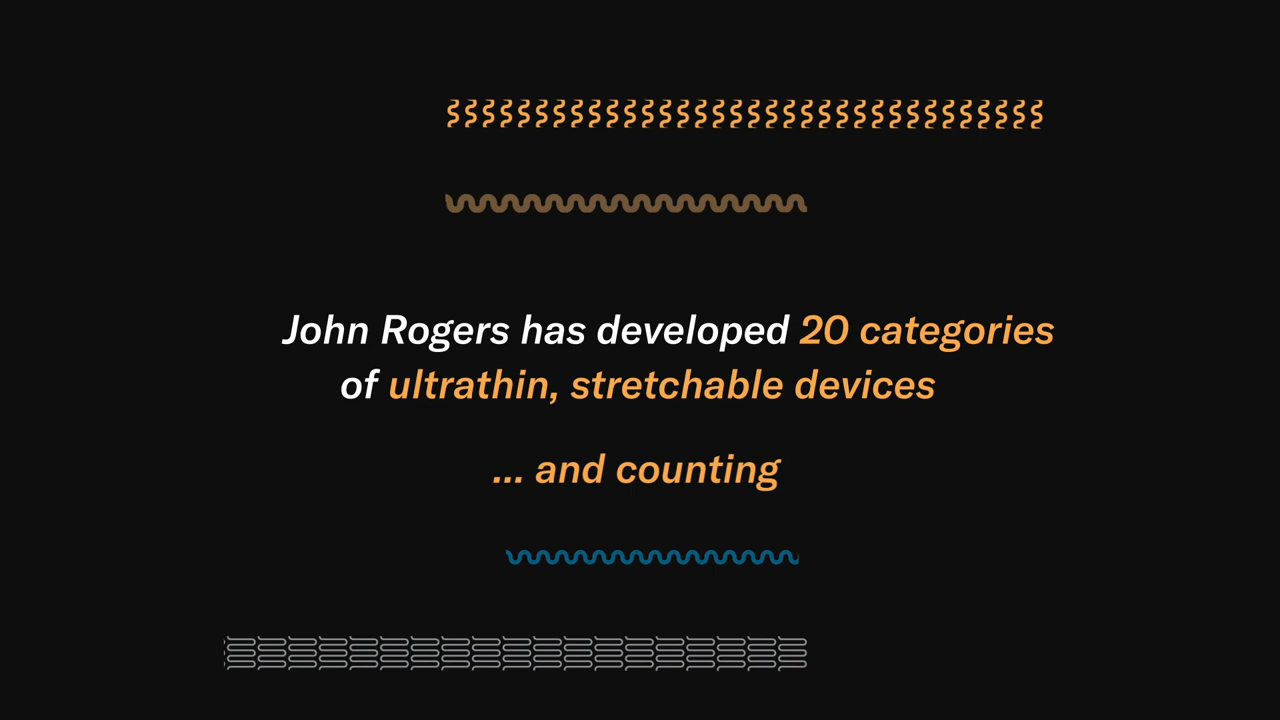 John Rogers has developed 20 categories
of ultrathin, stretchable devices
... and counting